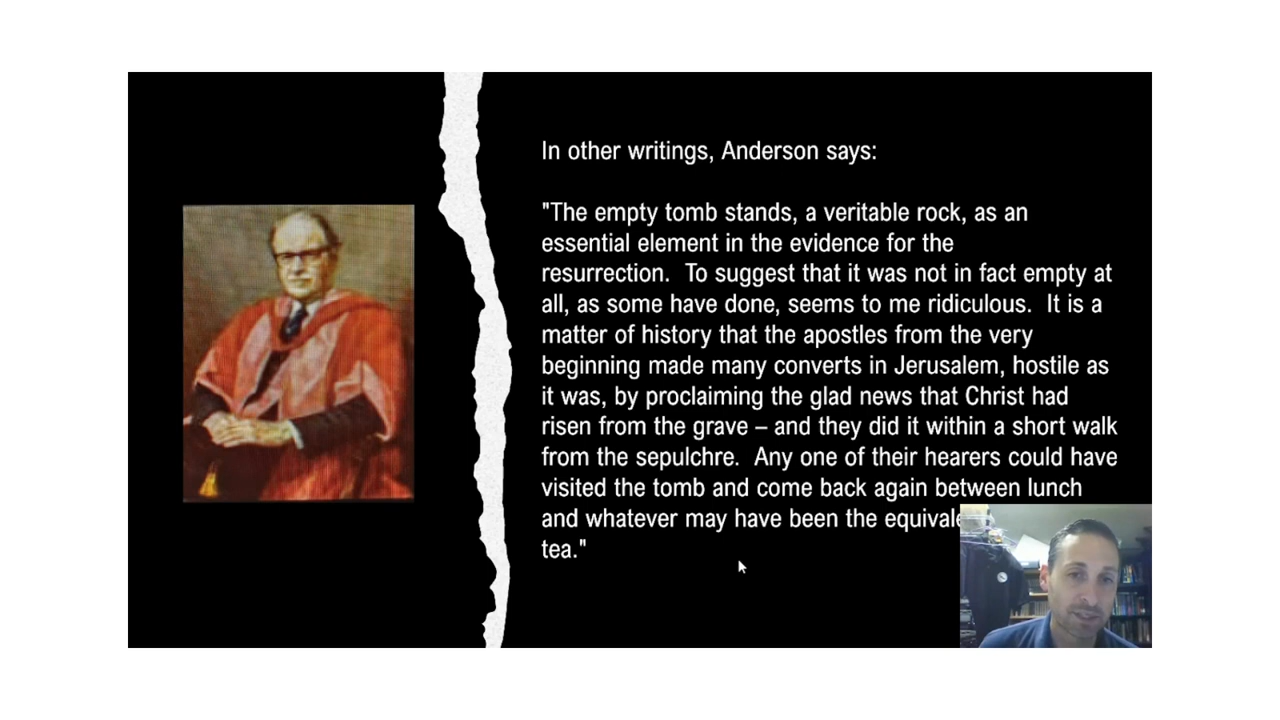 In other writings, Anderson says:
"The empty tomb stands, a veritable rock, as an
essential element in the evidence for the
resurrection.  To suggest that it was not in fact empty at
all, as some have done, seems to me ridiculous.  It is a
matter of history that the apostles from the very
beginning made many converts in Jerusalem, hostile as
it was, by proclaiming the glad news that Christ had
risen from the grave – and they did it within a short walk
from the sepulchre.  Any one of their hearers could have
visited the tomb and come back again between lunch
and whatever may have been the
tea."